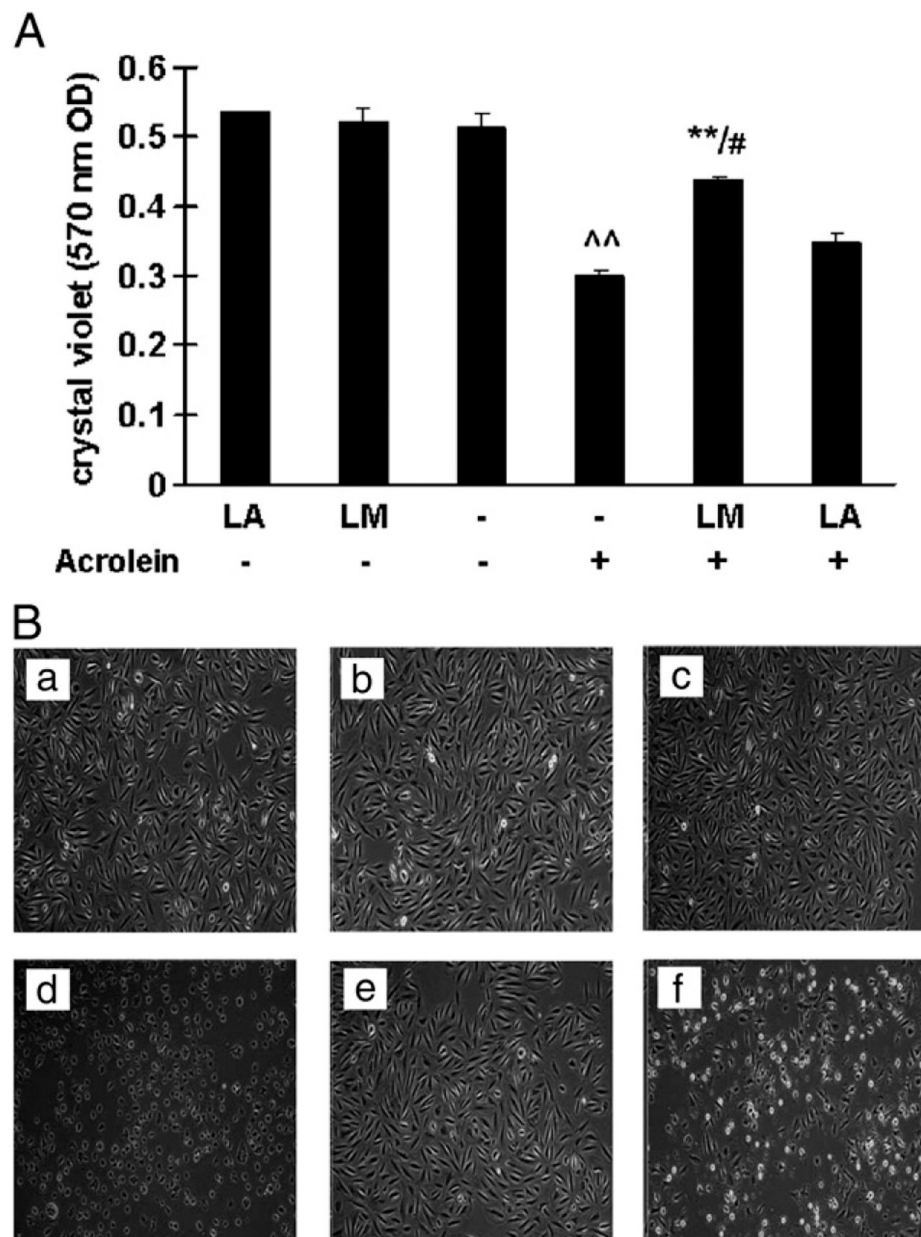 A
crystal violet (570 nm OD)
0.6
0.5
0.4
0.3
0.2
0.1
0
^^
**/#
LA LM - - LM LA
Acrolein - - - + + +
B
a b c
d e f